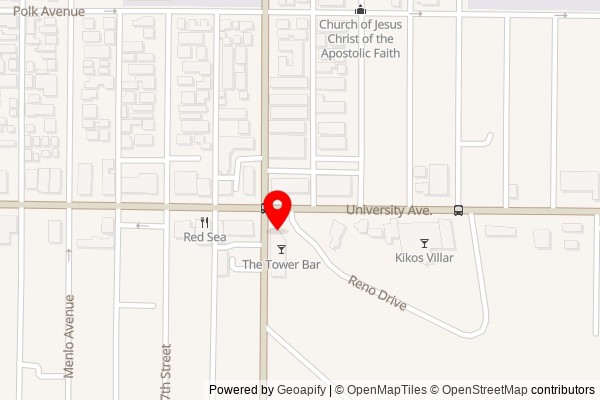 Polk Avenue
Church of Jesus
Christ of the
Apostolic Faith
University Ave.
Red Sea
The Tower Bar
Kikos Villar
Reno Drive
Menlo Avenue
7th Street
Powered by Geoapify | © OpenMapTiles © OpenStreetMap contributors